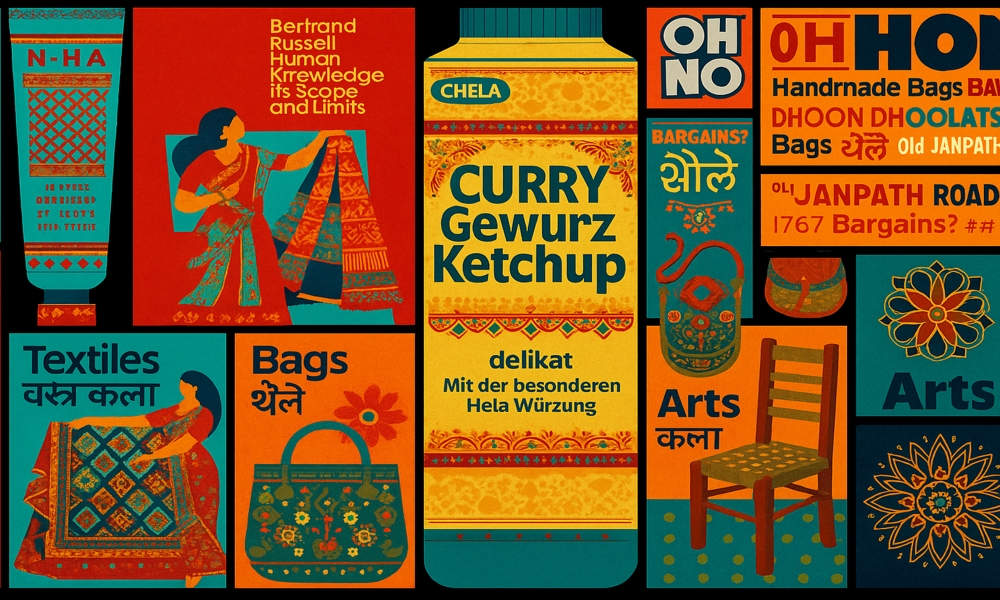 N-HA
Bertrand
Russell
Human
Krrewledge
its Scope
and Limits
Textiles
वस्त्र कला
Bags
थैले
CHELA
CURRY
Gewurz
Ketchup
delikat
Mit der besonderen
Hela Würzung
OH
NO
BARGAINS?
Arts
कला
OH HON
Handrnade Bags BAV
DHOON DHOOLATS
Bags थैले Old JANPATH
OLI JANPATH ROAD
1767 Bargains? ##
Arts